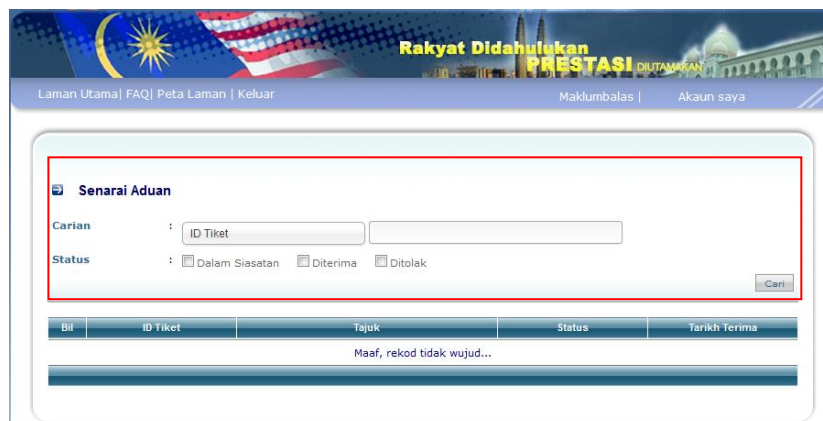 Rakyat Didahulukan
PRESTASI DIUTAMAKAN
Laman Utama| FAQ| Peta Laman | Keluar Maklumbalas | Akaun saya
Senarai Aduan
Carian : ID Tiket
Status : Dalam Siasatan Diterima Ditolak
Cari
Bil ID Tiket Tajuk Status Tarikh Terima
Maaf, rekod tidak wujud...